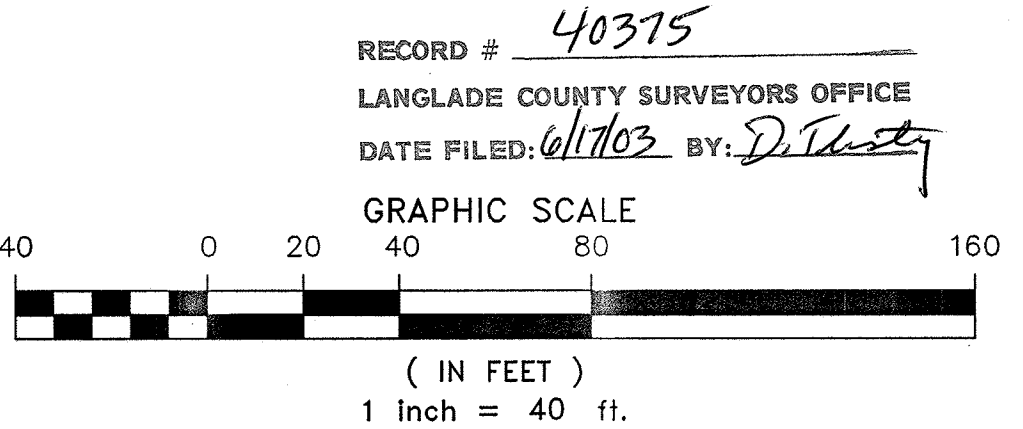 RECORD # 40375
LANGLADE COUNTY SURVEYORS OFFICE
DATE FILED: 6/17/03 BY: D.
GRAPHIC SCALE
40 0 20 40 80 160
( IN FEET )
1 inch = 40 ft.